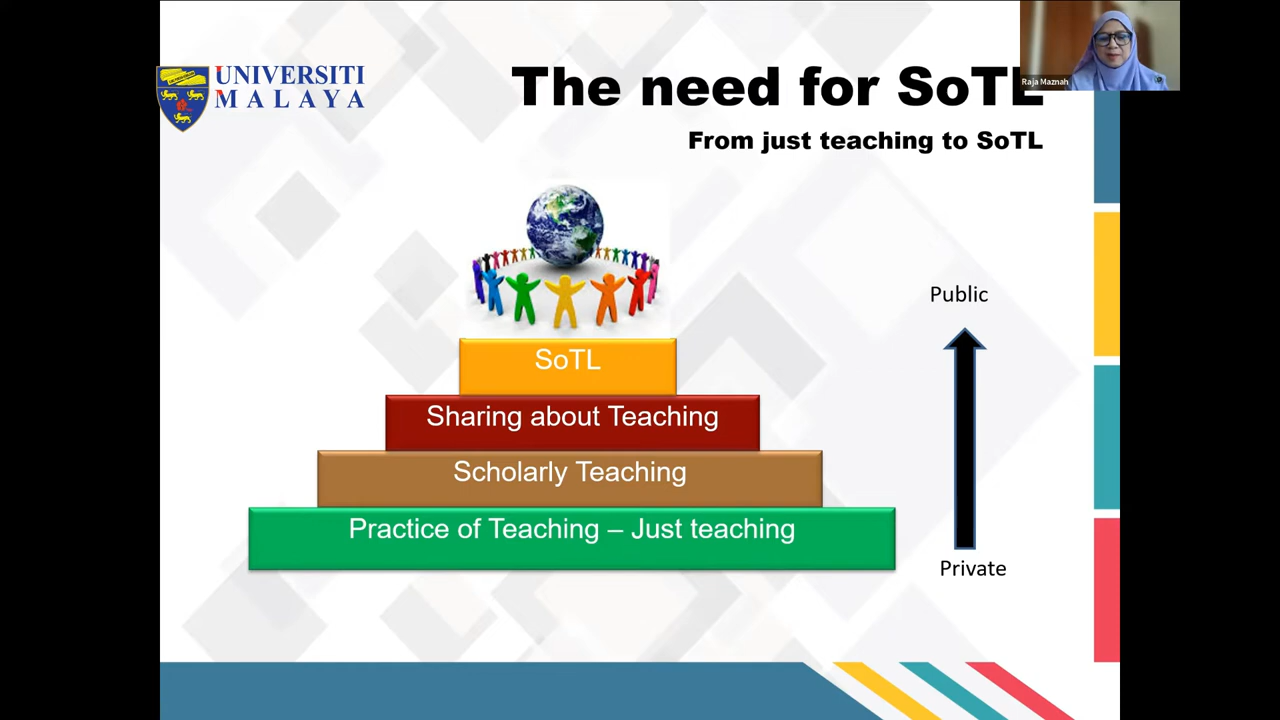 UNIVERSITI
MALAYA
The need for SoTL
Raja Maznah
From just teaching to SoTL
Public
SoTL
Sharing about Teaching
Scholarly Teaching
Practice of Teaching – Just teaching
Private